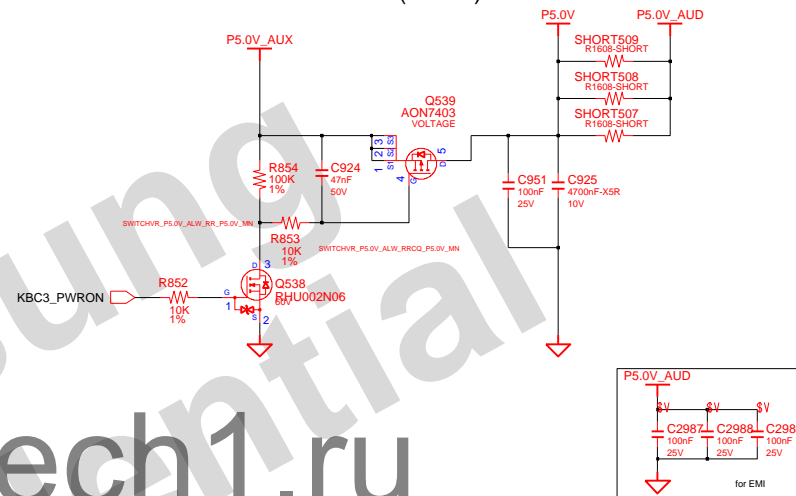 P5.0V_AUX
P5.0V
P5.0V_AUD
SHORT509
R1608-SHORT
SHORT508
R1608-SHORT
SHORT507
R1608-SHORT
Q539
AON7403
VOLTAGE
S3
S2
S1
3
2
1
4
G
D
5
R854
100K
1%
C924
47nF
50V
C951
100nF
25V
C925
4700nF-X5R
10V
SWITCHVR_P5.0V_ALW_RR_P5.0V_MN
R853
10K
1%
SWITCHVR_P5.0V_ALW_RRCQ_P5.0V_MN
D
3
Q538
RHU002N06
60V
G
1
S
2
KBC3_PWRON
R852
10K
1%
P5.0V_AUD
$V
$V
$V
C2987
100nF
25V
C2988
100nF
25V
C298
100nF
25V
for EMI
ung
ential
ech1.ru